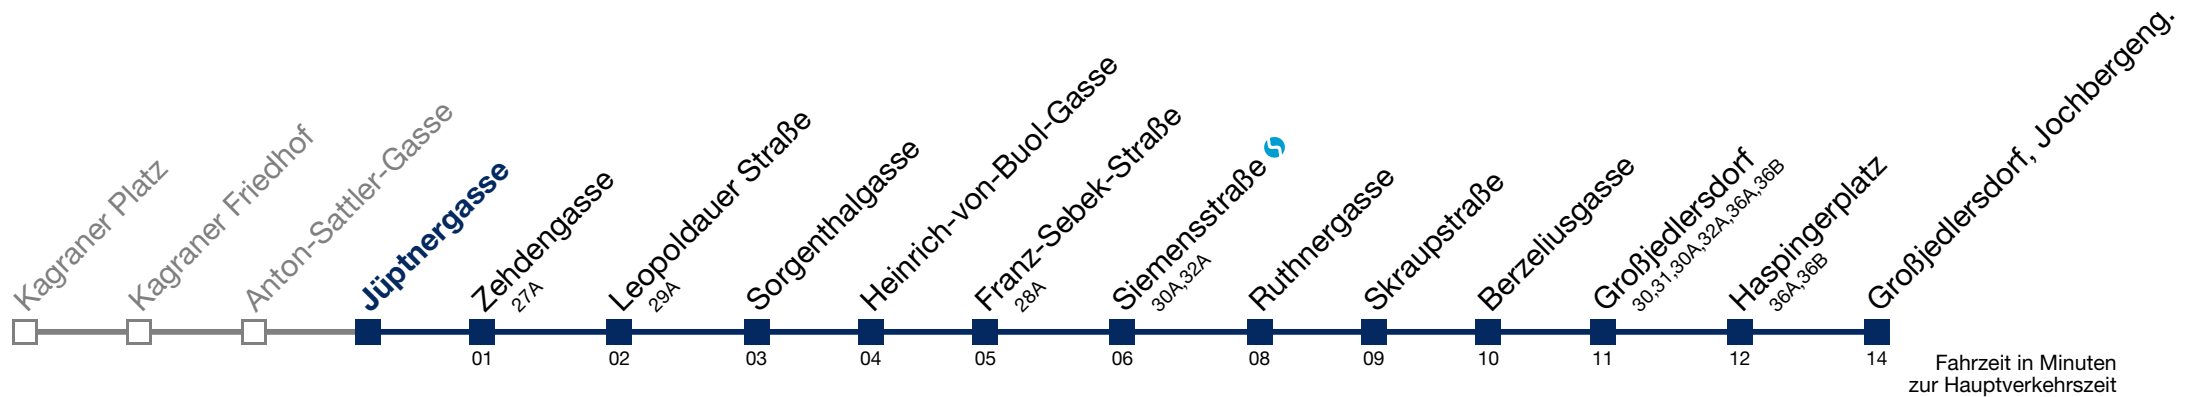 Kagraner Platz
Kagraner Friedhof
Anton-Sattler-Gasse
Jüptnergasse
Zehdengasse
27A
Leopoldauer Straße
29A
Sorgenthalgasse
Heinrich-von-Buol-Gasse
Franz-Sebek-Straße
28A
Siemensstraße
30A,32A
Ruthnergasse
Skraupstraße
Berzeliusgasse
Großjedlersdorf
30,31,30A,32A,36A,36B
Haspingerplatz
36A,36B
Großjedlersdorf, Jochbergeng.
01 02 03 04 05 06 08 09 10 11 12 14
Fahrzeit in Minuten
zur Hauptverkehrszeit